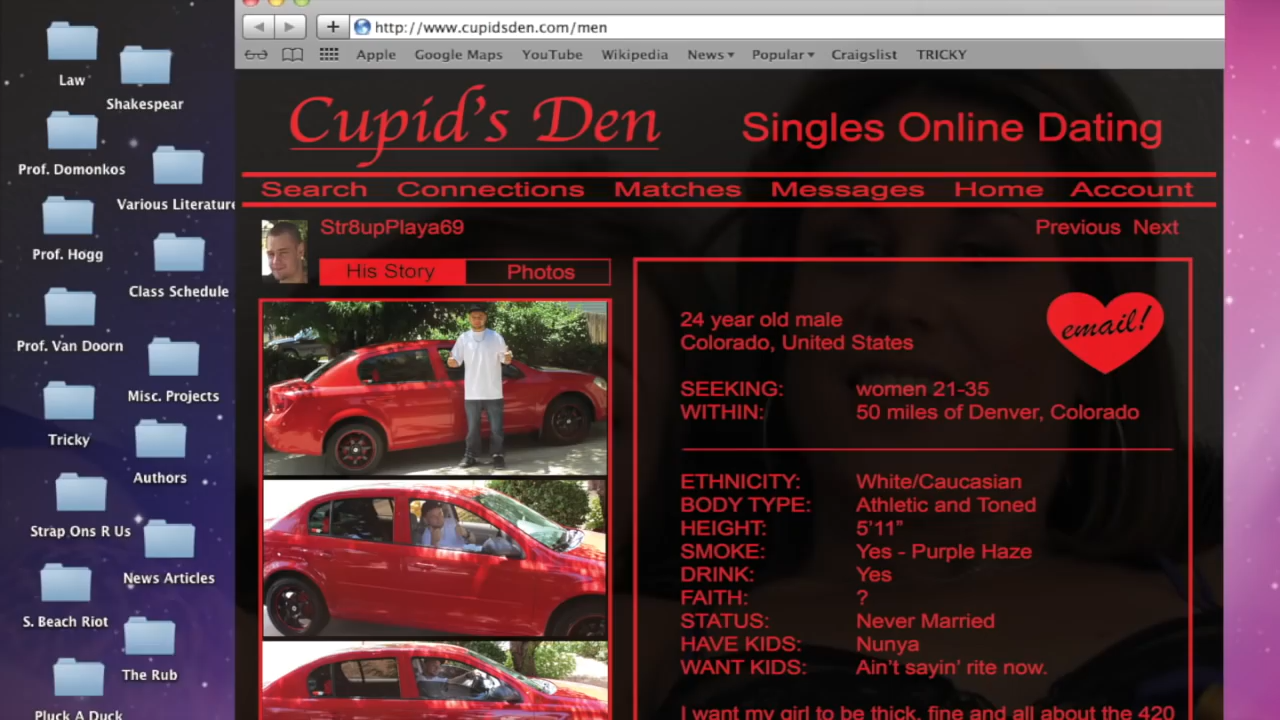 http://www.cupidsden.com/men
Apple Google Maps YouTube Wikipedia News Popular Craigslist TRICKY
Law
Shakespear
Prof. Domonkos
Various Literature
Prof. Hogg
Class Schedule
Prof. Van Doorn
Misc. Projects
Tricky
Authors
Strap Ons R Us
News Articles
S. Beach Riot
The Rub
Pluck A Duck
Cupid's Den
Singles Online Dating
Search Connections Matches Messages Home Account
Str8upPlaya69
Previous Next
His Story Photos
24 year old male
Colorado, United States
email!
SEEKING: women 21-35
WITHIN: 50 miles of Denver, Colorado
ETHNICITY: White/Caucasian
BODY TYPE: Athletic and Toned
HEIGHT: 5'11”
SMOKE: Yes - Purple Haze
DRINK: Yes
FAITH: ?
STATUS: Never Married
HAVE KIDS: Nunya
WANT KIDS: Ain't sayin' rite now.
I want my girl to be thick, fine and all about the 420